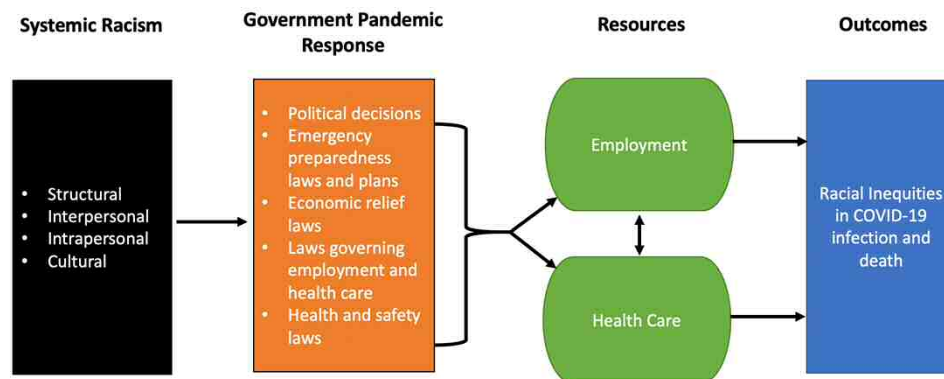 Systemic Racism
Government Pandemic
Response
Resources
Outcomes
• Structural
• Interpersonal
• Intrapersonal
• Cultural
• Political decisions
• Emergency
preparedness
laws and plans
• Economic relief
laws
• Laws governing
employment and
health care
• Health and safety
laws
Employment
Health Care
Racial Inequities
in COVID-19
infection and
death